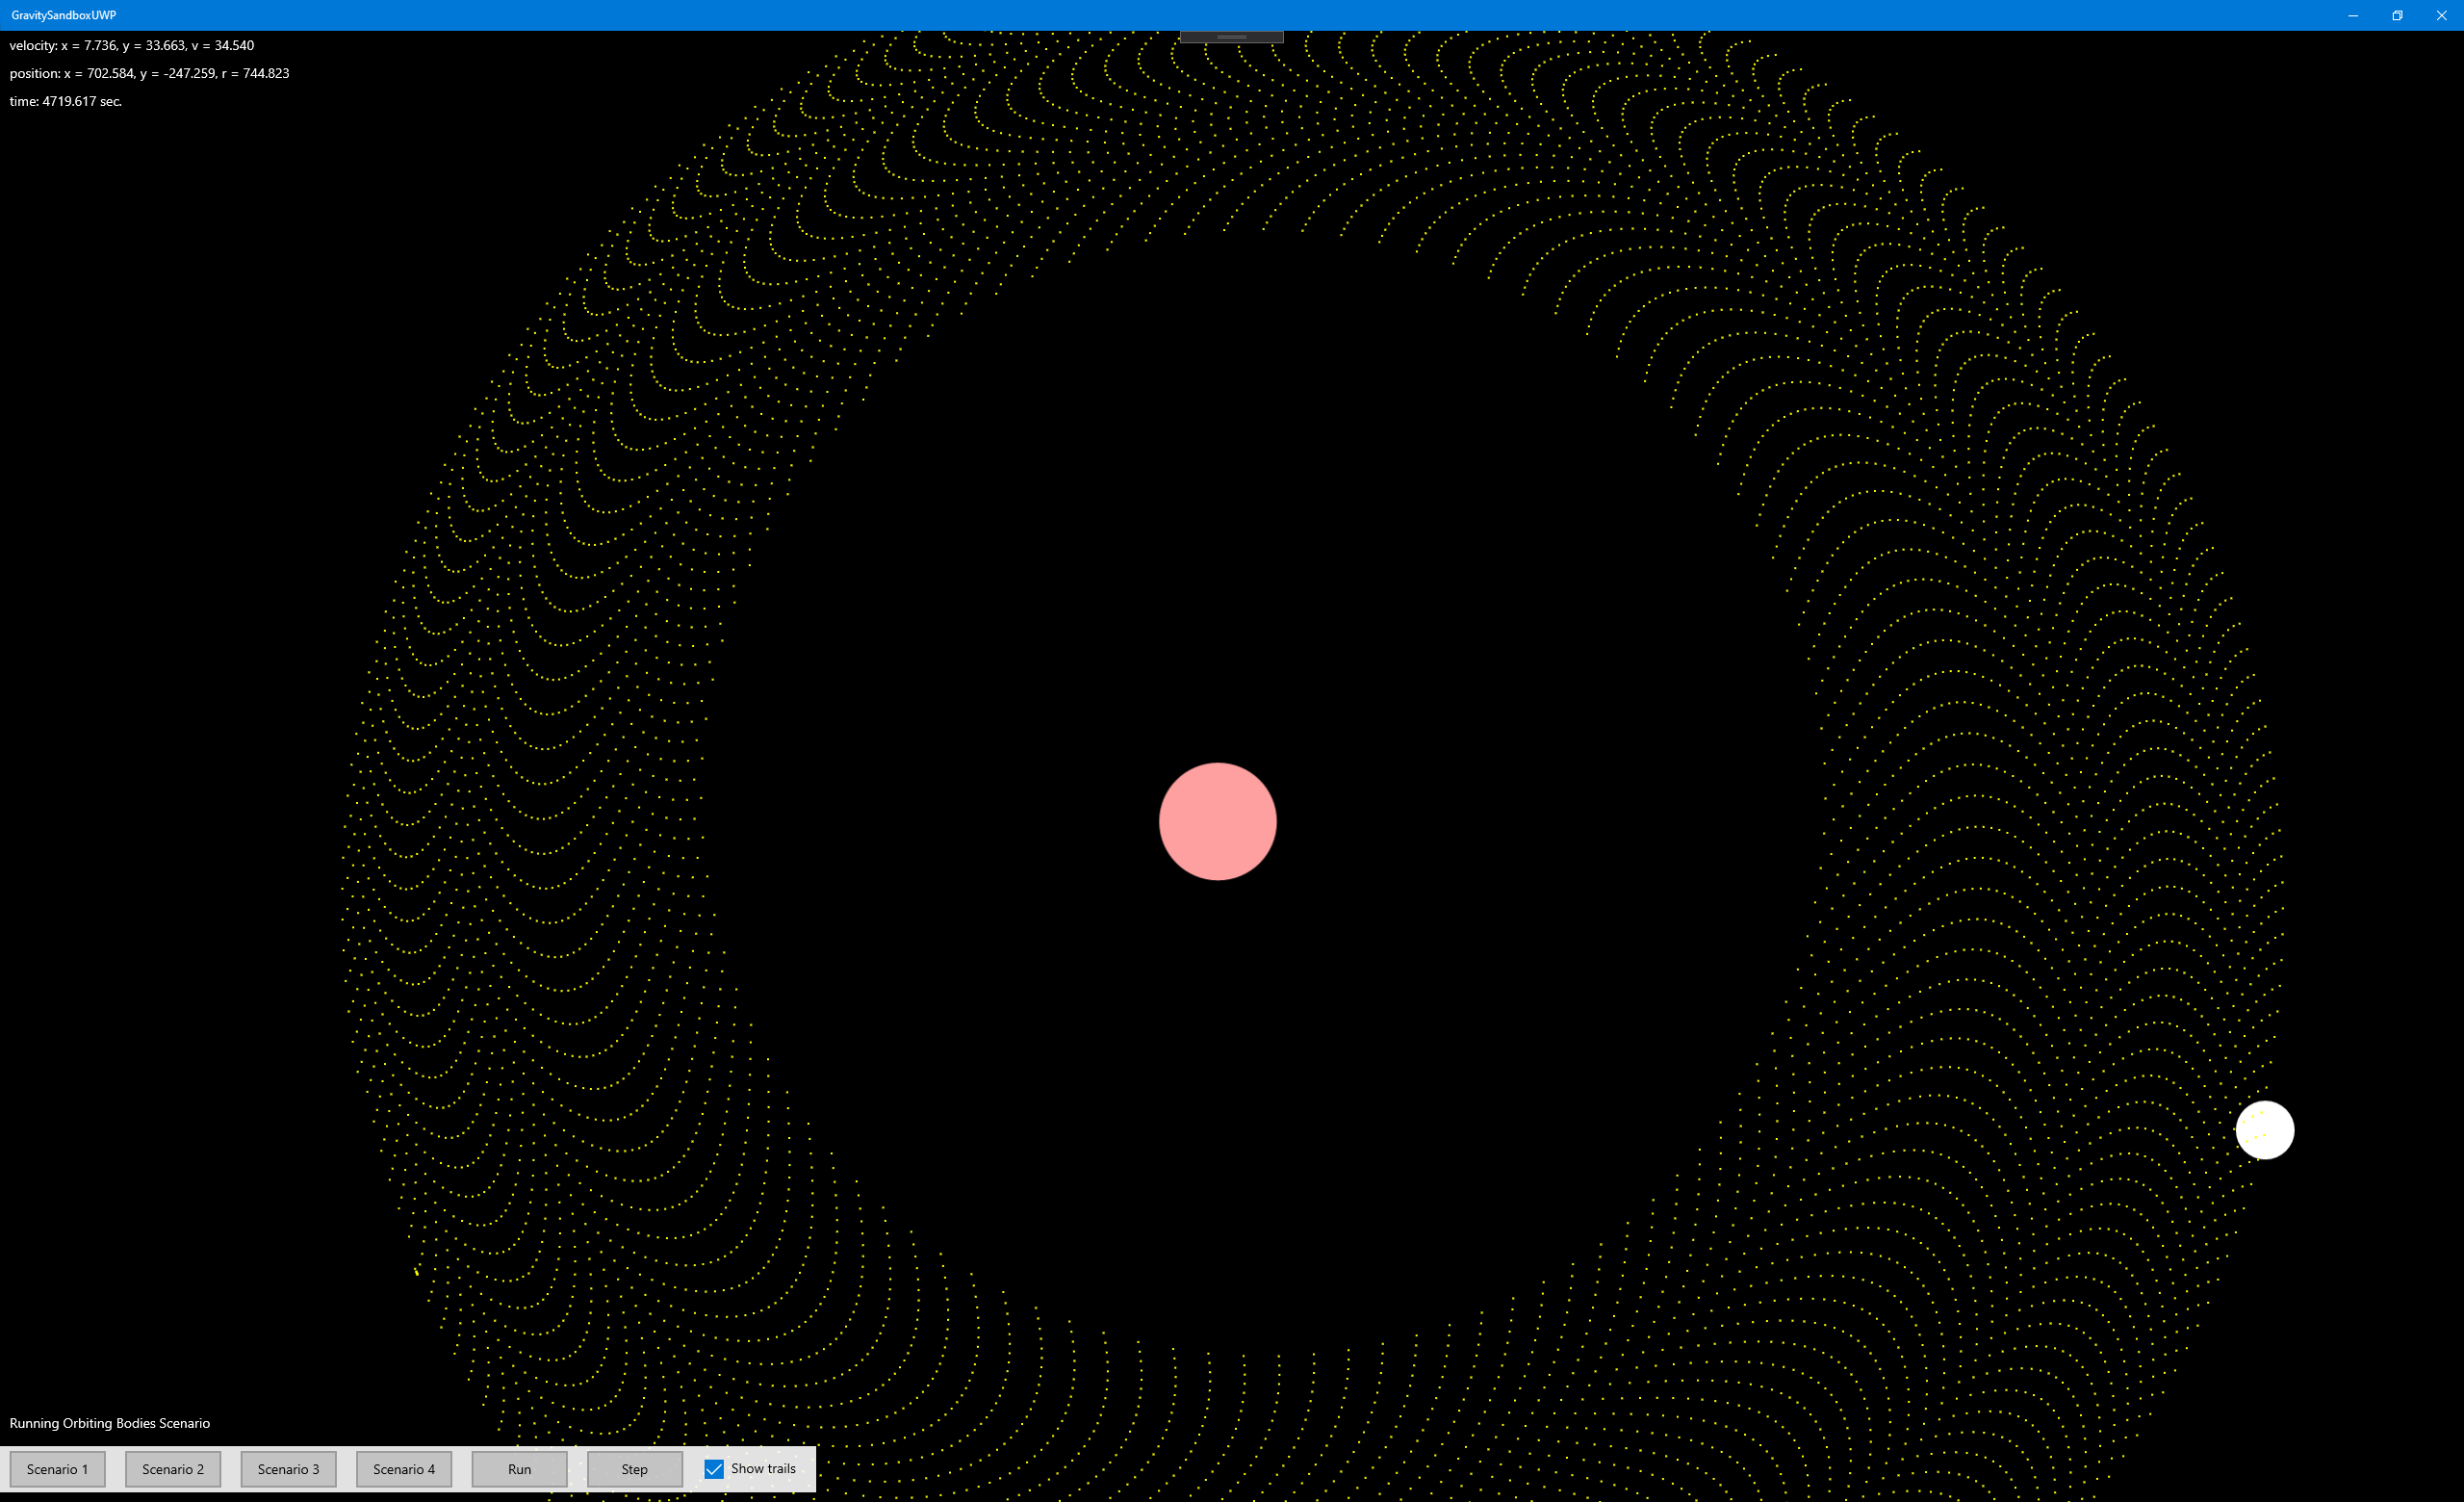 GravitySandboxUWP
velocity: x = 7.736, y = 33.663, v = 34.540
position: x = 702.584, y = -247.259, r = 744.823
time: 4719.617 sec.
Running Orbiting Bodies Scenario
Scenario 1 Scenario 2 Scenario 3 Scenario 4 Run Step Show trails